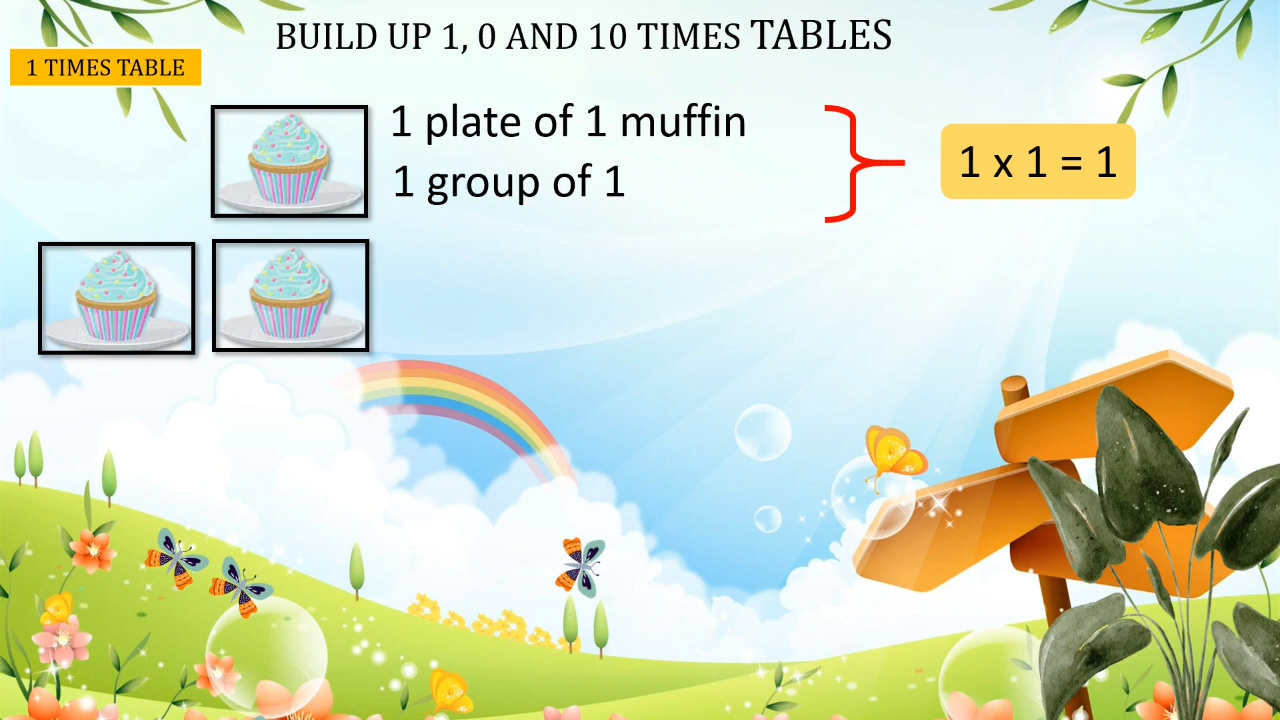 BUILD UP 1, 0 AND 10 TIMES TABLES
1 TIMES TABLE
1 plate of 1 muffin
1 group of 1
1 x 1 = 1